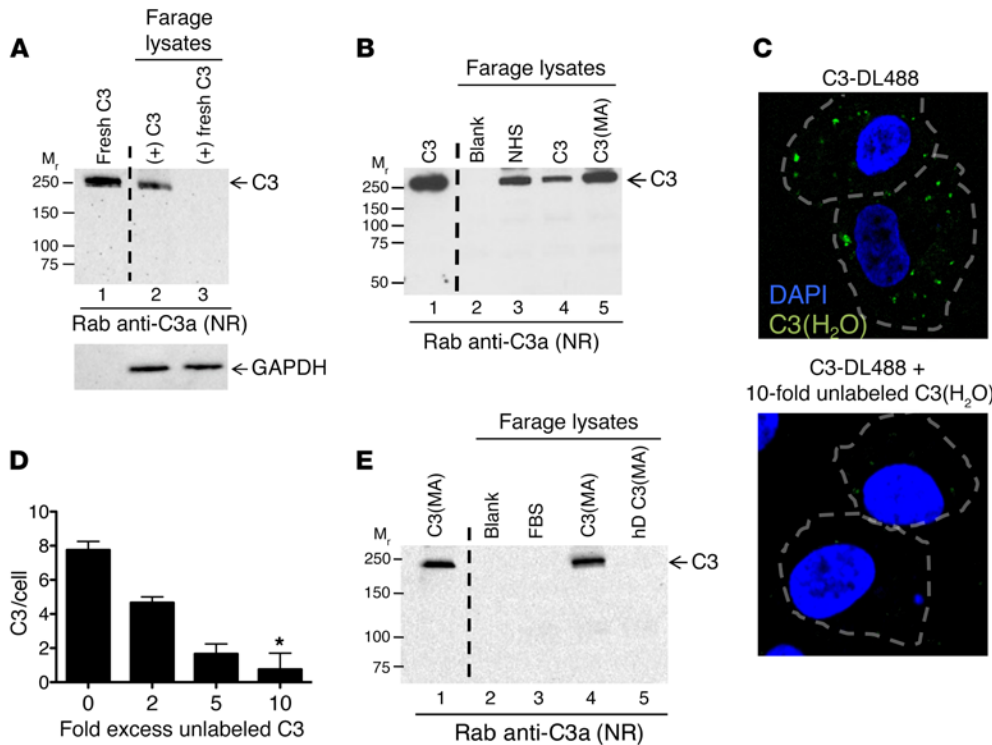 A
Farage
lysates
Fresh C3
(+) C3
(+) fresh C3
Mr
250
150
100
75
C3
1 2 3
Rab anti-C3a (NR)
GAPDH
B
Farage lysates
C3
Blank
NHS
C3
C3(MA)
Mr
250
150
100
75
50
C3
1 2 3 4 5
Rab anti-C3a (NR)
C
C3-DL488
DAPI
C3(H₂O)
C3-DL488 +
10-fold unlabeled C3(H₂O)
D
C3/cell
10
8
6
4
2
0
*
0 2 5 10
Fold excess unlabeled C3
E
Farage lysates
C3(MA)
Blank
FBS
C3(MA)
hD C3(MA)
Mr
250
150
100
75
C3
1 2 3 4 5
Rab anti-C3a (NR)